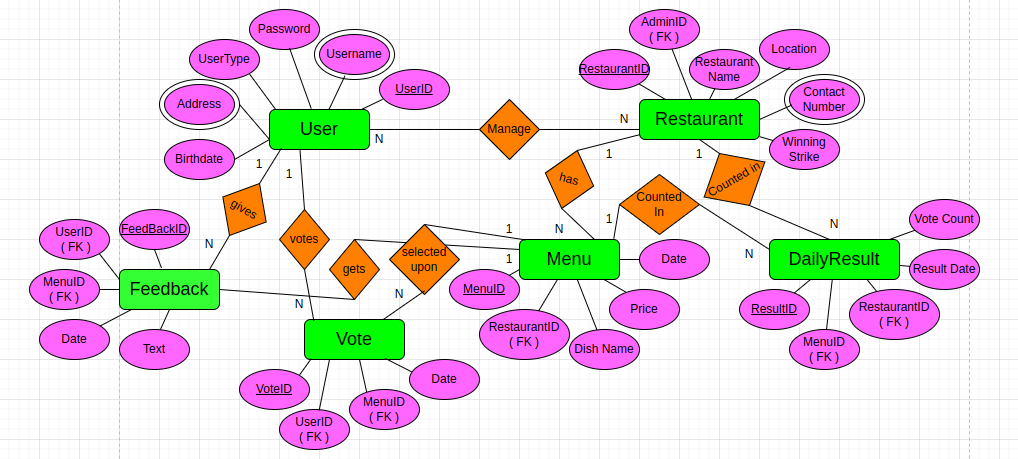 Password
AdminID
( FK )
UserType
Username
RestaurantID
Restaurant
Name
Location
Address
UserID
Contact
Number
User
N
Manage
N
Restaurant
Birthdate
1
1
1
1
Winning
Strike
has
Counted in
gives
Counted
In
UserID
( FK )
FeedBackID
N
votes
1
N
1
N
Vote Count
gets
selected
upon
1
Menu
Date
N
DailyResult
MenuID
( FK )
Feedback
N
N
MenuID
Result Date
Price
ResultID
RestaurantID
( FK )
Date
Text
Vote
RestaurantID
( FK )
Dish Name
MenuID
( FK )
VoteID
Date
MenuID
( FK )
UserID
( FK )